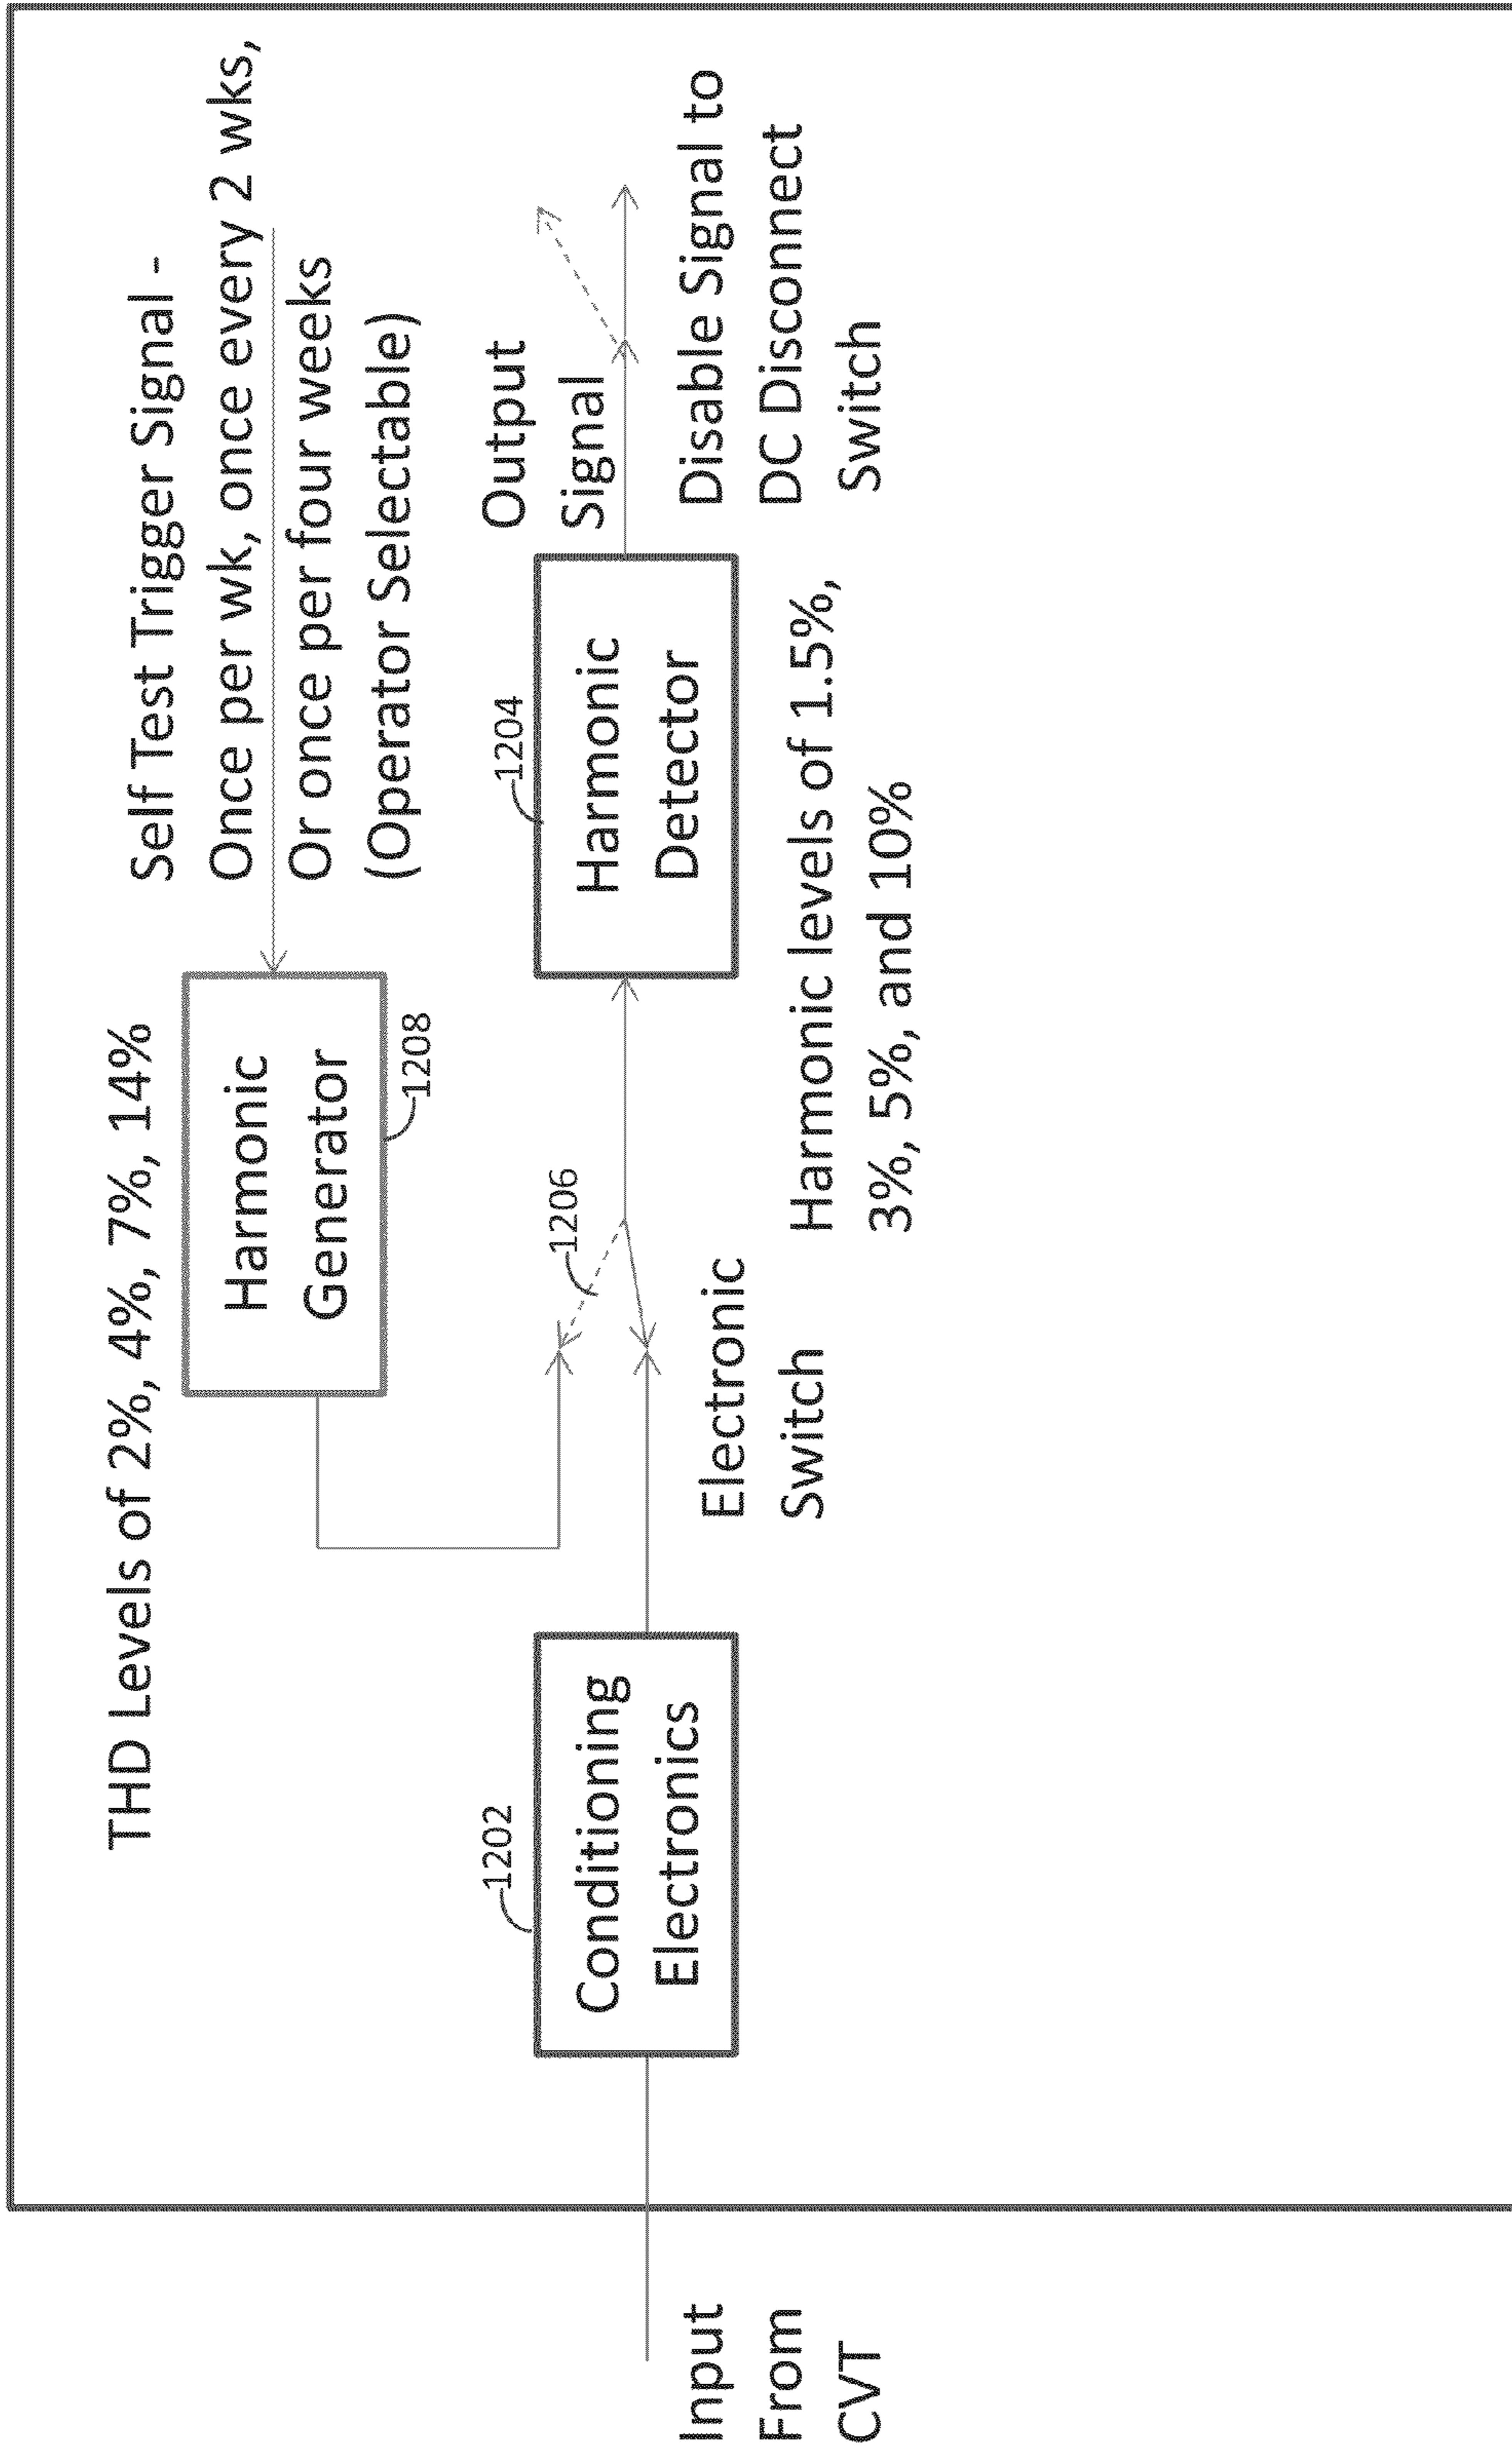 THD Levels of 2%, 4%, 7%, 14%
Self Test Trigger Signal -
Once per wk, once every 2 wks,
Or once per four weeks
(Operator Selectable)
Harmonic
Generator
1208
1202
Conditioning
Electronics
1206
Electronic
Switch
1204
Harmonic
Detector
Harmonic levels of 1.5%,
3%, 5%, and 10%
Output
Signal
Disable Signal to
DC Disconnect
Switch
Input
From
CVT